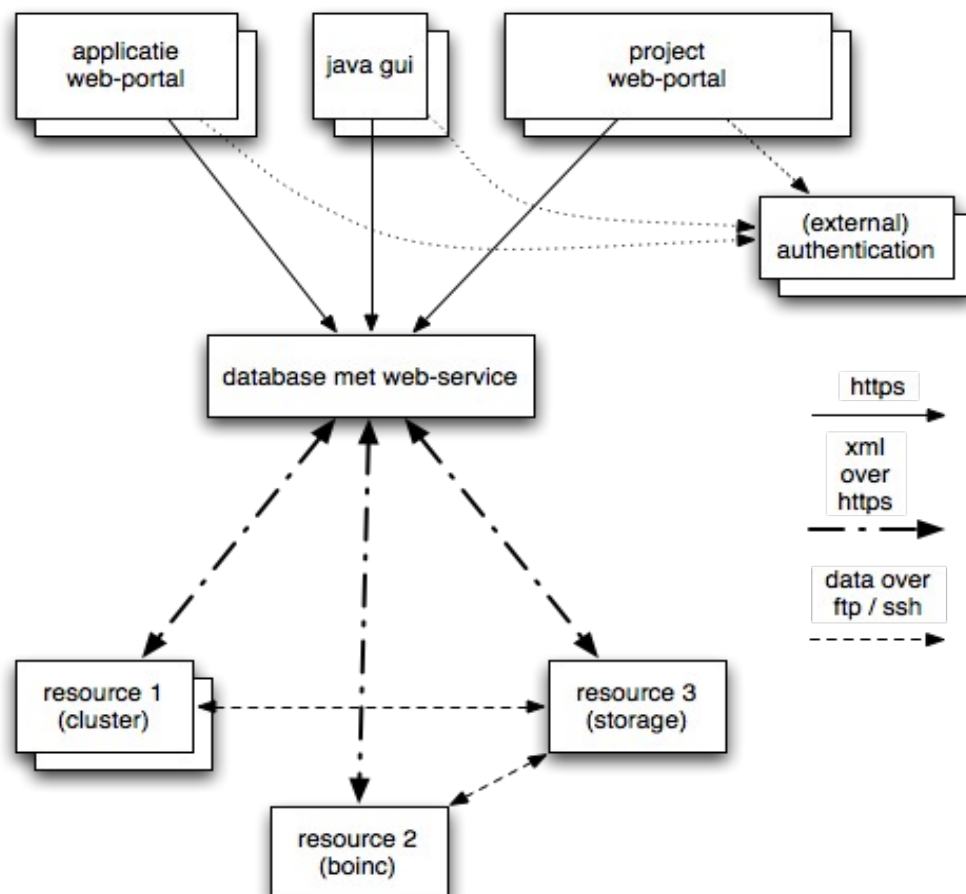 applicatie
web-portal
java gui
project
web-portal
(external)
authentication
database met web-service
https
xml
over
https
data over
ftp / ssh
resource 1
(cluster)
resource 3
(storage)
resource 2
(boinc)